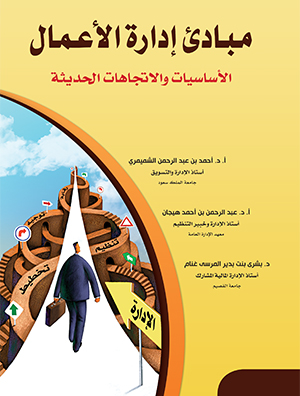 مبادئ إدارة الأعمال
الأساسيات والاتجاهات الحديثة
أ. د. أحمد بن عبد الرحمن الشميمري
أستاذ الإدارة والتسويق
جامعة الملك سعود
أ. د. عبد الرحمن بن أحمد هيجان
أستاذ الإدارة وخبير التنظيم
معهد الإدارة العامة
د. بشرى بنت بدير المرسى غنام
أستاذ الإدارة المالية المشارك
جامعة القصيم
توجيه
تنظيم
تخطيط
الإدارة